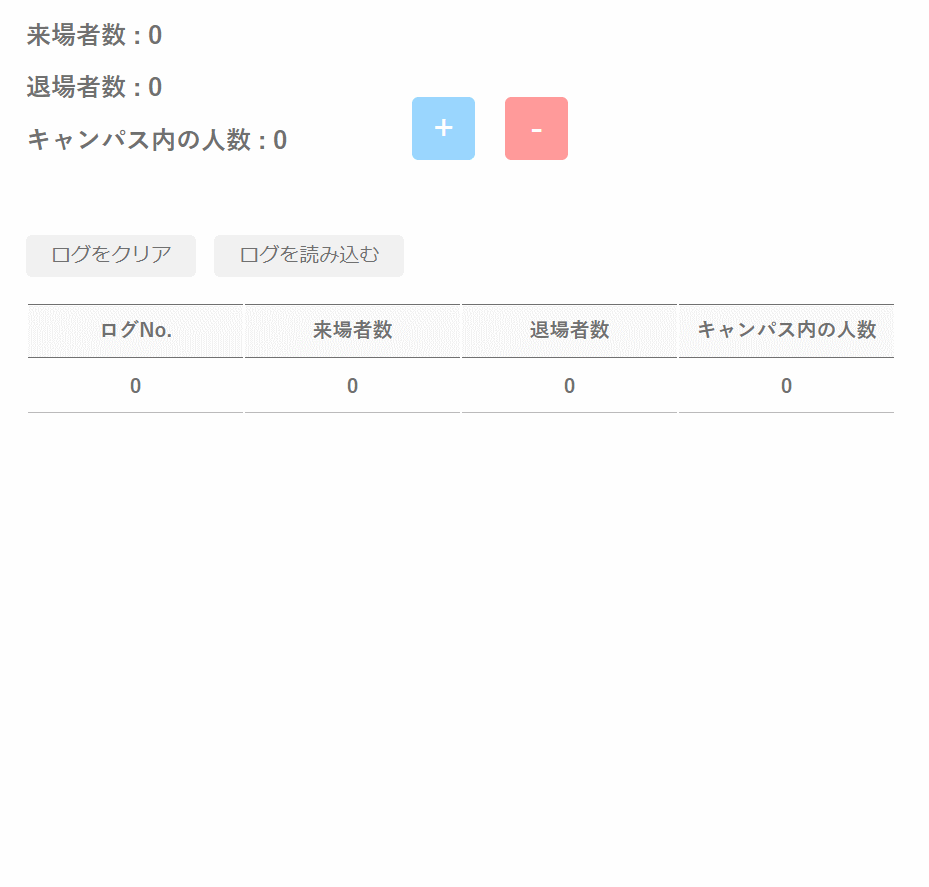 来場者数 : 0
退場者数 : 0
キャンパス内の人数 : 0
+ -
ログをクリア ログを読み込む
ログNo. 来場者数 退場者数 キャンパス内の人数
0 0 0 0